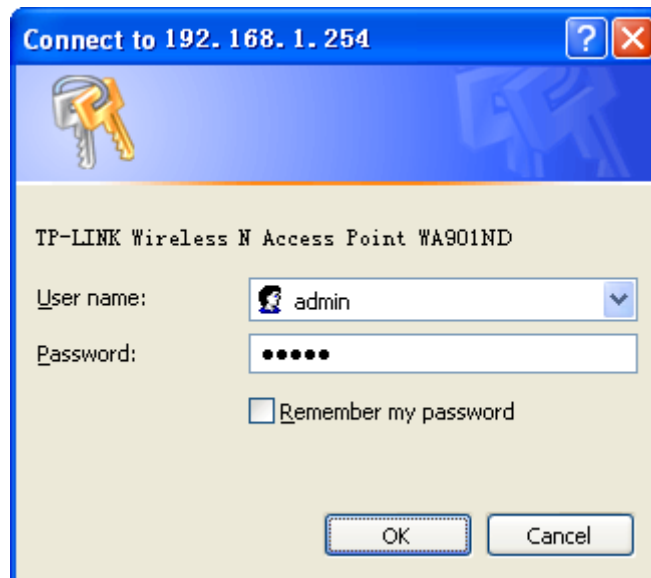 Connect to 192.168.1.254
TP-LINK Wireless N Access Point WA901ND
User name:
admin
Password:
•••••
Remember my password
OK
Cancel